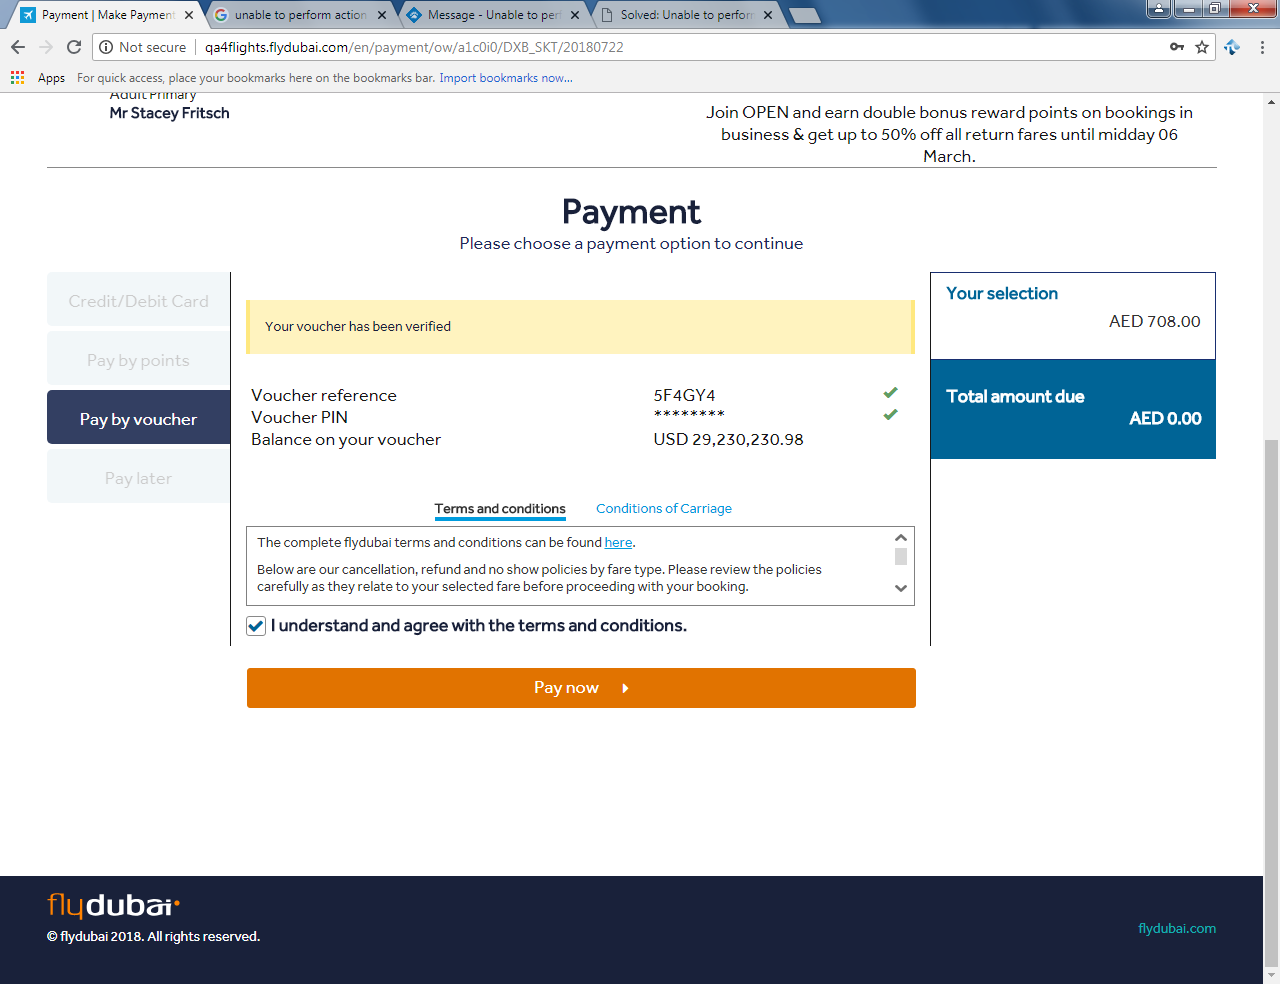 Payment | Make Payment
unable to perform action
Message - Unable to per
Solved: Unable to perfor
Not secure
qa4flights.flydubai.com/en/payment/ow/a1c0i0/DXB_SKT/20180722
Apps
For quick access, place your bookmarks here on the bookmarks bar. Import bookmarks now...
Adult Primary
Mr Stacey Fritsch
Join OPEN and earn double bonus reward points on bookings in
business & get up to 50% off all return fares until midday 06
March.
Payment
Please choose a payment option to continue
Credit/Debit Card
Pay by points
Pay by voucher
Pay later
Your voucher has been verified
Voucher reference 5F4GY4
Voucher PIN ********
Balance on your voucher USD 29,230,230.98
Terms and conditions
Conditions of Carriage
The complete flydubai terms and conditions can be found here.
Below are our cancellation, refund and no show policies by fare type. Please review the policies
carefully as they relate to your selected fare before proceeding with your booking.
I understand and agree with the terms and conditions.
Pay now
Your selection
AED 708.00
Total amount due
AED 0.00
flydubai
© flydubai 2018. All rights reserved.
flydubai.com